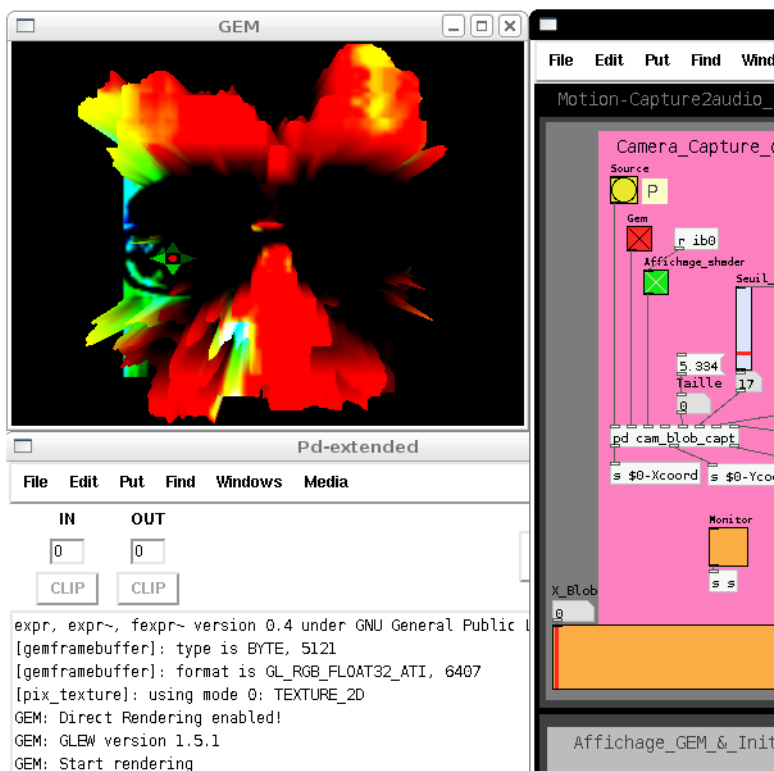 GEM
File Edit Put Find Wind
Motion-Capture2audio_
Camera_Capture_
Source
P
Gem
r ib0
Affichage_shader
Seuil_
5.334
Taille
17
0
pd cam_blob_capt
s $0-Xcoord
s $0-Ycoo
Monitor
s s
X_Blob
0
Affichage_GEM_&_Init
Pd-extended
File Edit Put Find Windows Media
IN OUT
0 0
CLIP CLIP
expr, expr~, fexpr~ version 0.4 under GNU General Public L
[gemframebuffer]: type is BYTE, 5121
[gemframebuffer]: format is GL_RGB_FLOAT32_ATI, 6407
[pix_texture]: using mode 0: TEXTURE_2D
GEM: Direct Rendering enabled!
GEM: GLEW version 1.5.1
GEM: Start rendering